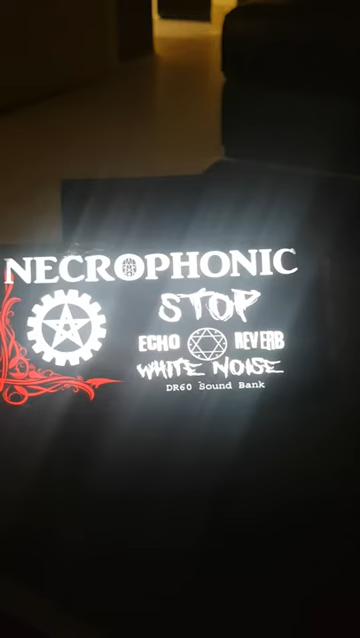 NECROPHONIC
STOP
ECHO REVERB
WHITE NOISE
DR60 Sound Bank